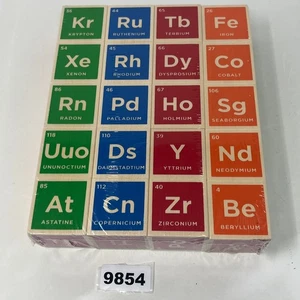 36 44 65 26
Kr Ru Tb Fe
KRYPTON RUTHENIUM TERBIUM IRON
54 45 66 27
Xe Rh Dy Co
XENON RHODIUM DYSPROSIUM COBALT
86 46 67 106
Rn Pd Ho Sg
RADON PALLADIUM HOLMIUM SEABORGIUM
118 110 39 60
Uuo Ds Y Nd
UNUNOCTIUM DARMSTADTIUM YTTRIUM NEODYMIUM
85 112 40 4
At Cn Zr Be
ASTATINE COPERNICIUM ZIRCONIUM BERYLLIUM
9854